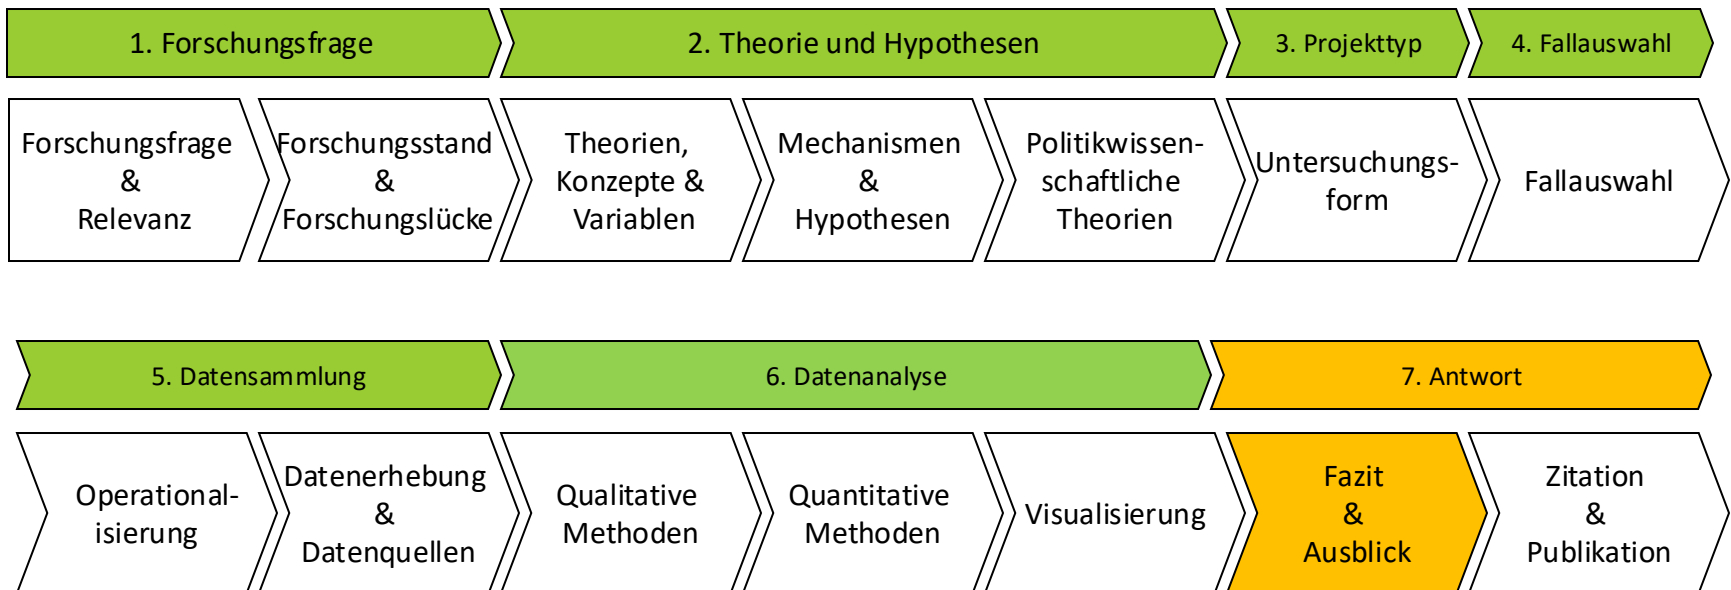 1. Forschungsfrage
2. Theorie und Hypothesen
3. Projekttyp
4. Fallauswahl
Forschungsfrage
&
Relevanz
Forschungsstand
&
Forschungslücke
Theorien,
Konzepte &
Variablen
Mechanismen
&
Hypothesen
Politikwissen-
schaftliche
Theorien
Untersuchungs-
form
Fallauswahl
5. Datensammlung
6. Datenanalyse
7. Antwort
Operational-
isierung
Datenerhebung
&
Datenquellen
Qualitative
Methoden
Quantitative
Methoden
Visualisierung
Fazit
&
Ausblick
Zitation
&
Publikation